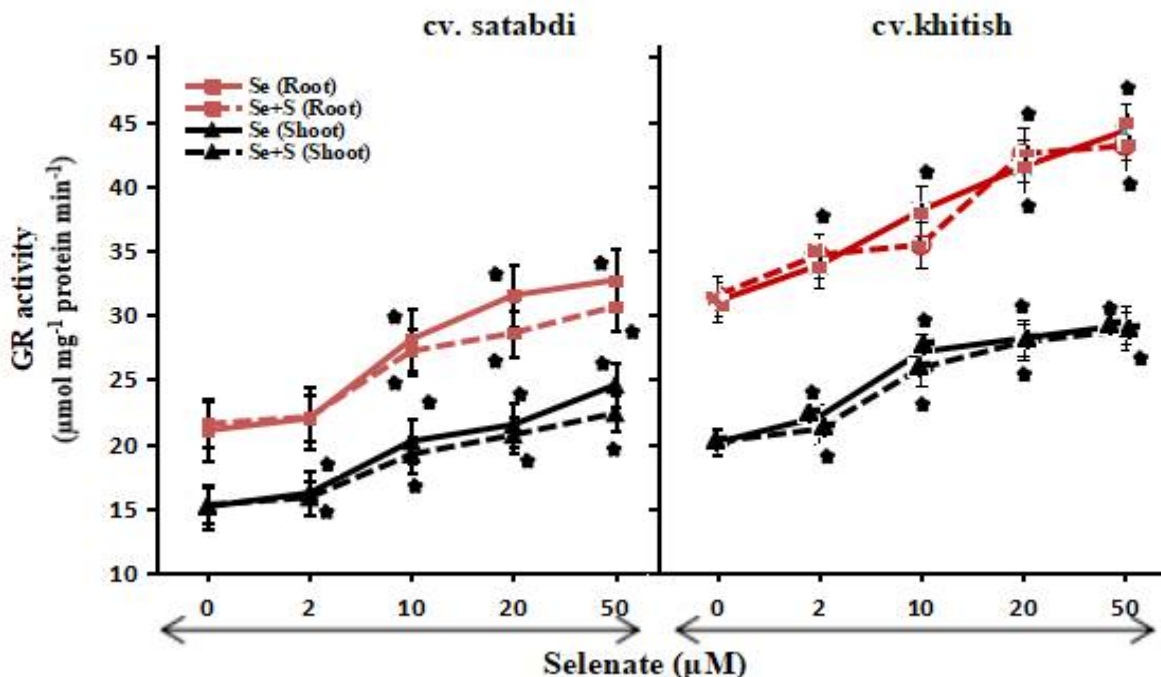 cv. satabdi
cv.khitish
50
45
40
35
30
25
20
15
10
GR activity
(μmol mg⁻¹ protein min⁻¹)
Se (Root)
Se+S (Root)
Se (Shoot)
Se+S (Shoot)
0 2 10 20 50
0 2 10 20 50
Selenate (μM)